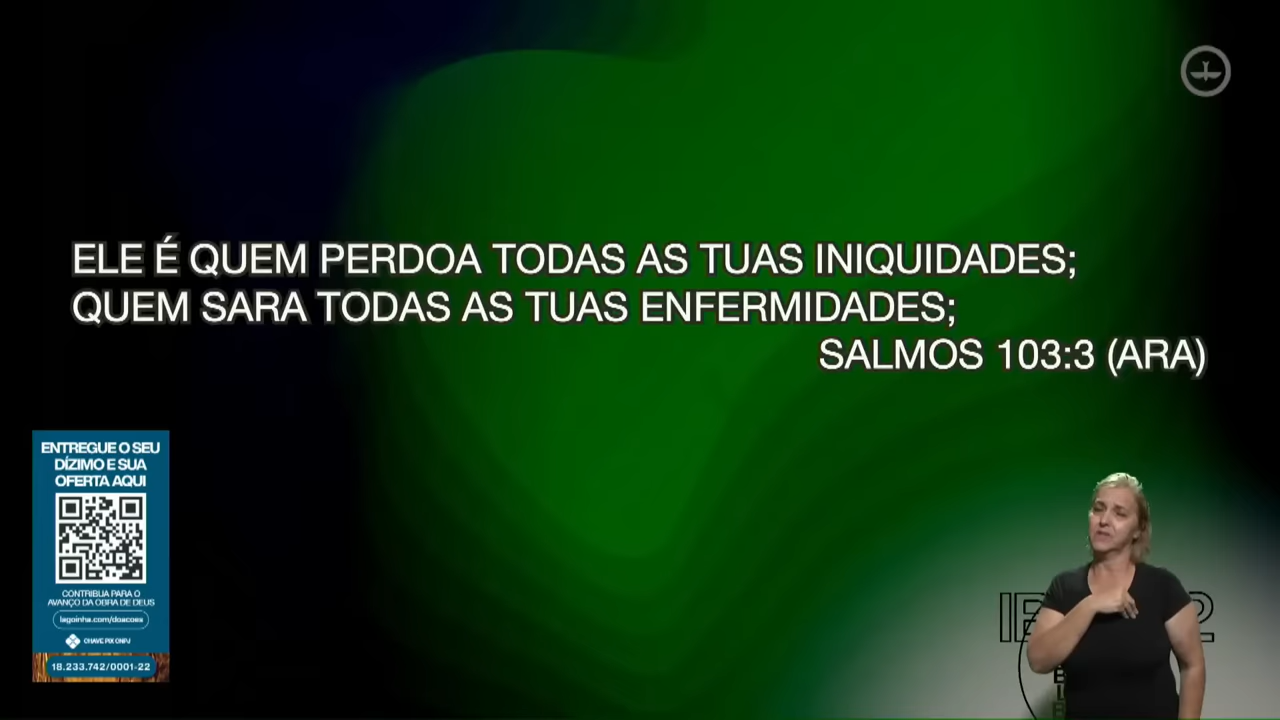 ELE É QUEM PERDOA TODAS AS TUAS INIQUIDADES;
QUEM SARA TODAS AS TUAS ENFERMIDADES;
SALMOS 103:3 (ARA)
ENTREGUE O SEU
DÍZIMO E SUA
OFERTA AQUI
CONTRIBUA PARA O
AVANÇO DA OBRA DE DEUS
lagoinha.com/doacoes
CHAVE PIX CNPJ
18.233.742/0001-22